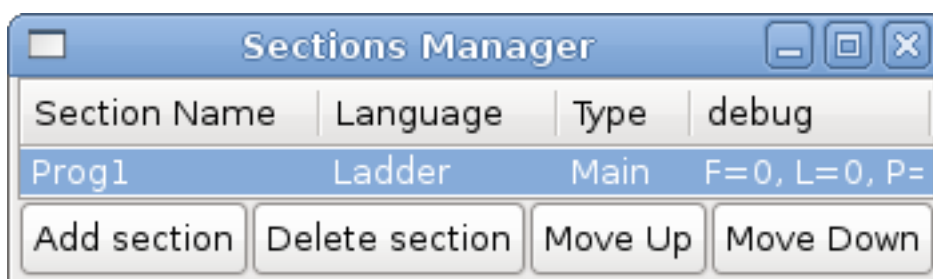 Sections Manager
Section Name Language Type debug
Prog1 Ladder Main F=0, L=0, P=
Add section Delete section Move Up Move Down